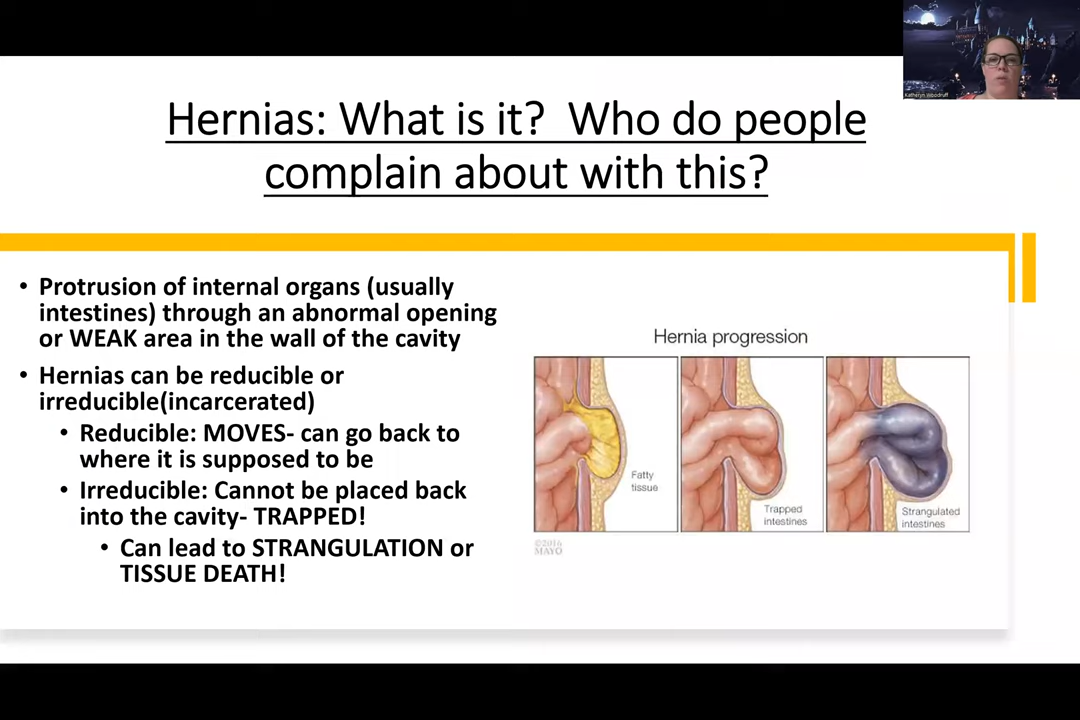 Katheryn Woodruff
Hernias: What is it?  Who do people
complain about with this?
• Protrusion of internal organs (usually
intestines) through an abnormal opening
or WEAK area in the wall of the cavity
• Hernias can be reducible or
irreducible(incarcerated)
• Reducible: MOVES- can go back to
where it is supposed to be
• Irreducible: Cannot be placed back
into the cavity- TRAPPED!
• Can lead to STRANGULATION or
TISSUE DEATH!
Hernia progression
Fatty
tissue
Trapped
intestines
Strangulated
intestines
©2016
MAYO